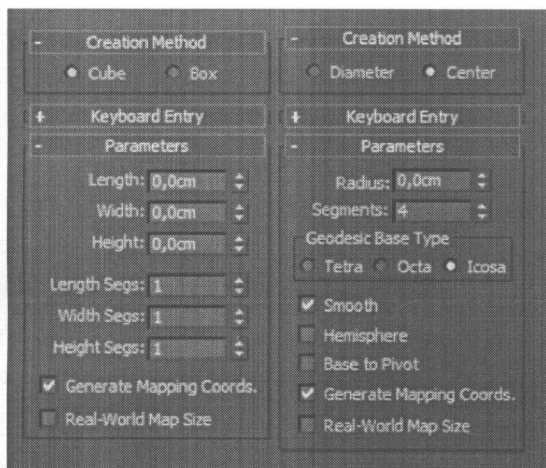 - Creation Method
Cube Box
+ Keyboard Entry
- Parameters
Length: 0,0cm
Width: 0,0cm
Height: 0,0cm
Length Segs: 1
Width Segs: 1
Height Segs: 1
Generate Mapping Coords.
Real-World Map Size
- Creation Method
Diameter Center
+ Keyboard Entry
- Parameters
Radius: 0,0cm
Segments: 4
Geodesic Base Type
Tetra Octa Icosa
Smooth
Hemisphere
Base to Pivot
Generate Mapping Coords.
Real-World Map Size